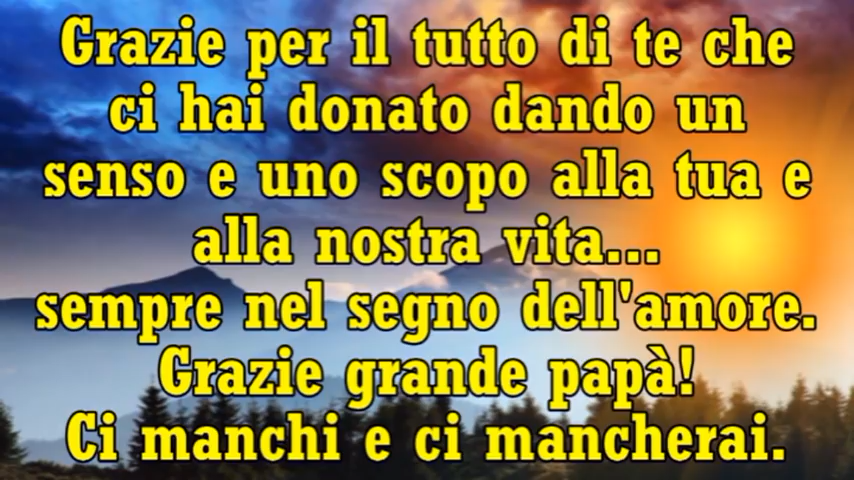 Grazie per il tutto di te che
ci hai donato dando un
senso e uno scopo alla tua e
alla nostra vita...
sempre nel segno dell'amore.
Grazie grande papà!
Ci manchi e ci mancherai.